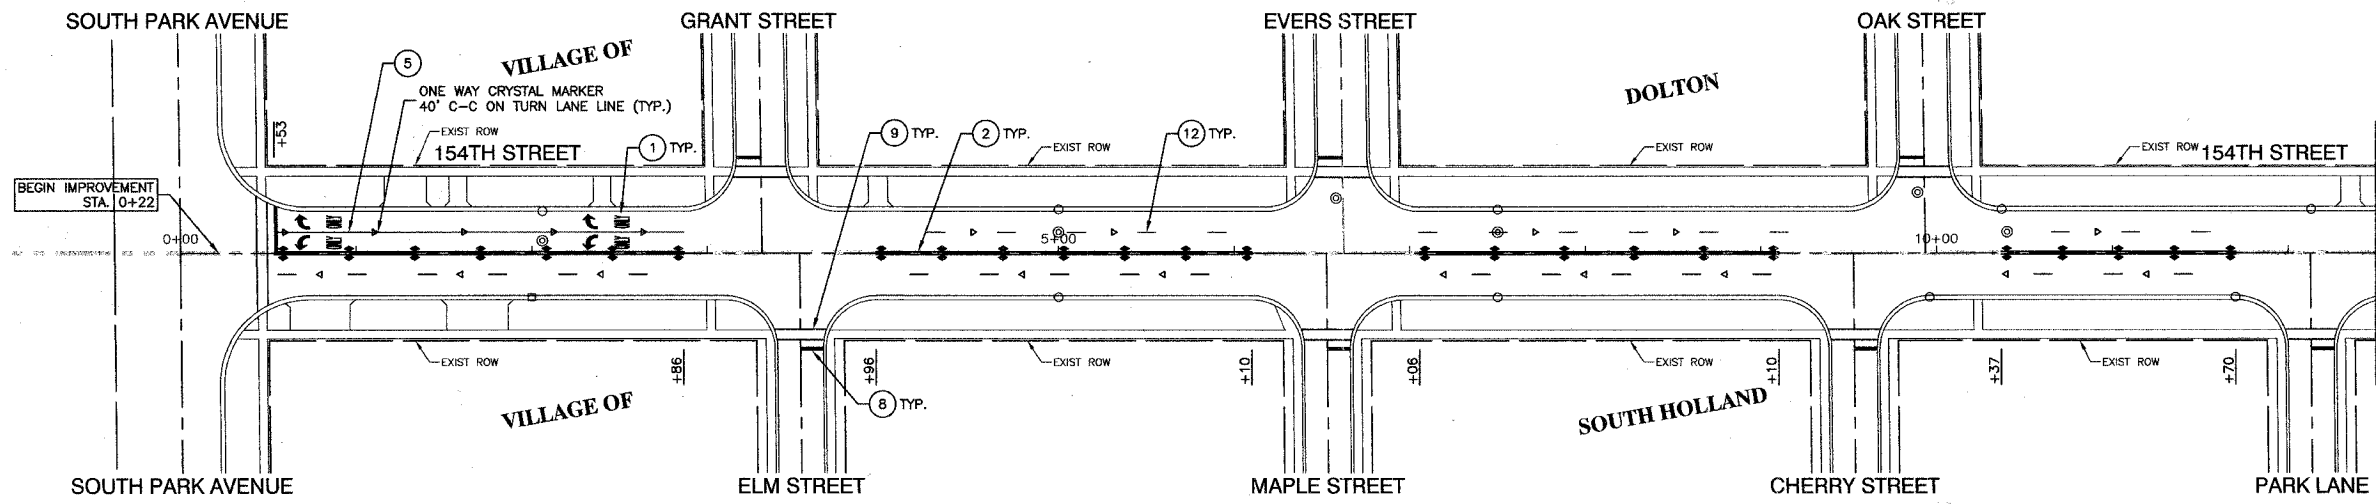 SOUTH PARK AVENUE
GRANT STREET
EVERS STREET
OAK STREET
VILLAGE OF
DOLTON
5
ONE WAY CRYSTAL MARKER
40' C-C ON TURN LANE LINE (TYP.)
+53
EXIST ROW
154TH STREET
1 TYP.
9 TYP.
2 TYP.
12 TYP.
EXIST ROW
EXIST ROW
EXIST ROW
154TH STREET
BEGIN IMPROVEMENT
STA. 0+22
ONLY
ONLY
ONLY
ONLY
0+00
5+00
10+00
EXIST ROW
+86
+96
EXIST ROW
+10
+06
EXIST ROW
+10
+37
EXIST ROW
+70
8 TYP.
VILLAGE OF
SOUTH HOLLAND
SOUTH PARK AVENUE
ELM STREET
MAPLE STREET
CHERRY STREET
PARK LANE